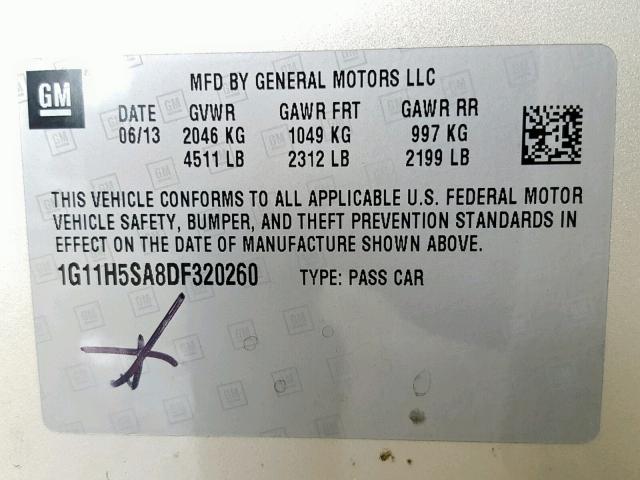 GM
MFD BY GENERAL MOTORS LLC
DATE GVWR GAWR FRT GAWR RR
06/13 2046 KG 1049 KG 997 KG
4511 LB 2312 LB 2199 LB
THIS VEHICLE CONFORMS TO ALL APPLICABLE U.S. FEDERAL MOTOR
VEHICLE SAFETY, BUMPER, AND THEFT PREVENTION STANDARDS IN
EFFECT ON THE DATE OF MANUFACTURE SHOWN ABOVE.
1G11H5SA8DF320260 TYPE: PASS CAR